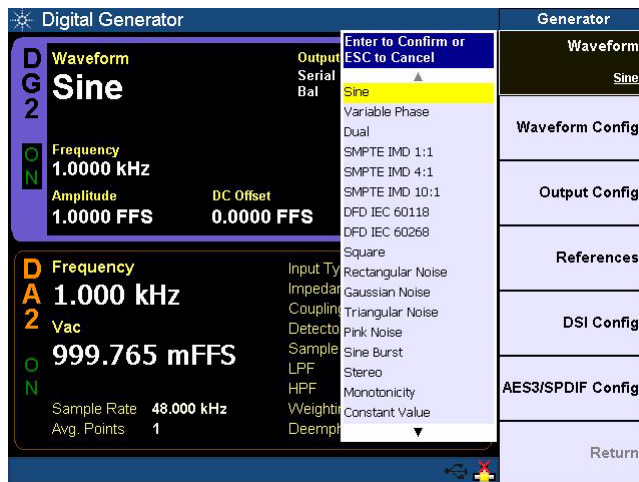 Digital Generator
DG2
ON
Waveform
Sine
Output
Serial
Bal
Frequency
1.0000 kHz
Amplitude
1.0000 FFS
DC Offset
0.0000 FFS
DA2
ON
Frequency
1.000 kHz
Vac
999.765 mFFS
Sample Rate 48.000 kHz
Avg. Points 1
Input Ty
Impedan
Coupling
Detecto
Sample
LPF
HPF
Weightin
Deemph
Enter to Confirm or
ESC to Cancel
Sine
Variable Phase
Dual
SMPTE IMD 1:1
SMPTE IMD 4:1
SMPTE IMD 10:1
DFD IEC 60118
DFD IEC 60268
Square
Rectangular Noise
Gaussian Noise
Triangular Noise
Pink Noise
Sine Burst
Stereo
Monotonicity
Constant Value
Generator
Waveform
Sine
Waveform Config
Output Config
References
DSI Config
AES3/SPDIF Config
Return